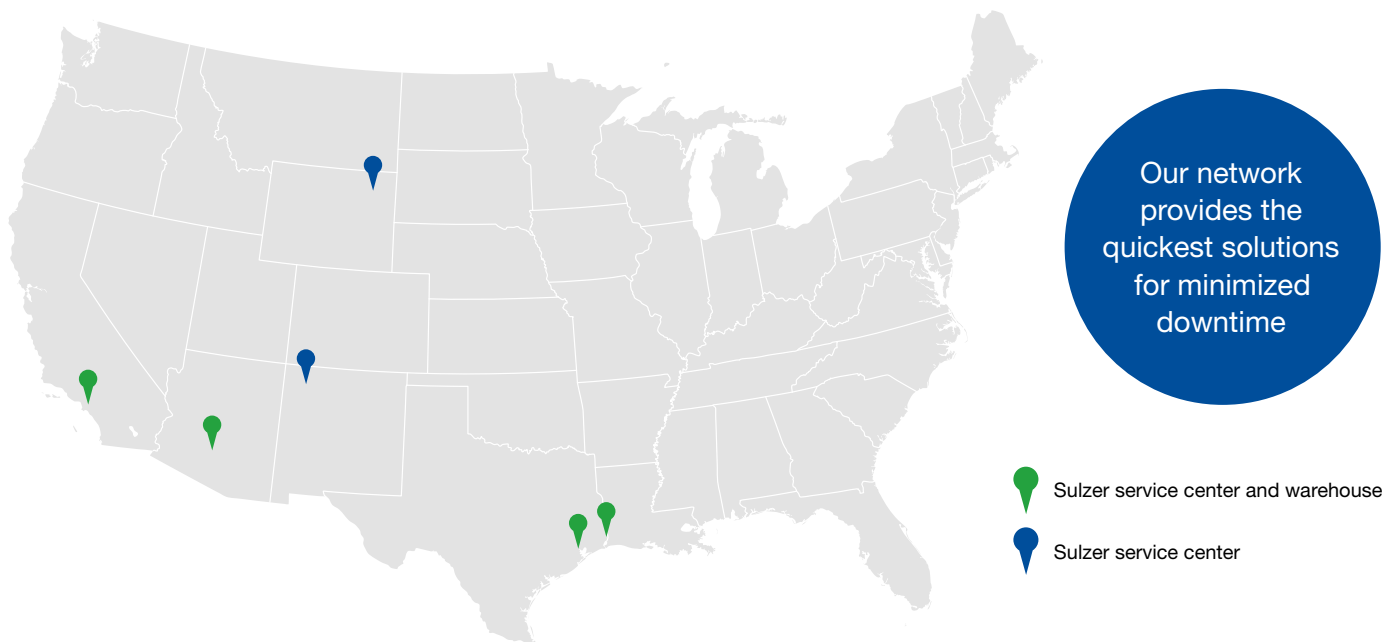 Our network
provides the
quickest solutions
for minimized
downtime
Sulzer service center and warehouse
Sulzer service center